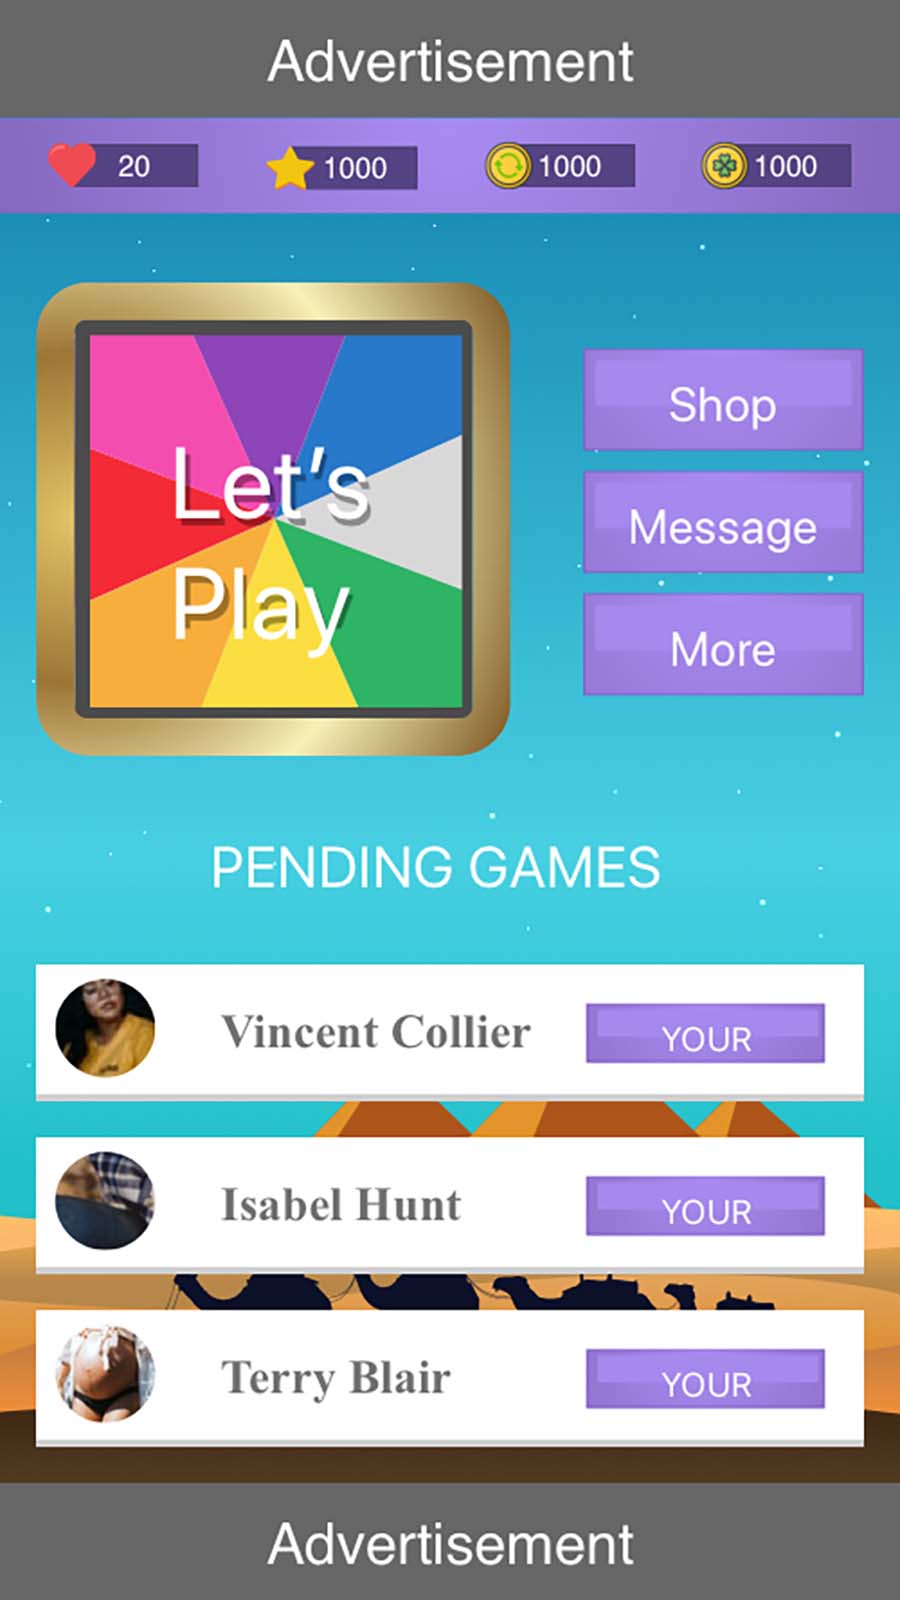 Advertisement
20 1000 1000 1000
Let's
Play
Shop
Message
More
PENDING GAMES
Vincent Collier YOUR
Isabel Hunt YOUR
Terry Blair YOUR
Advertisement